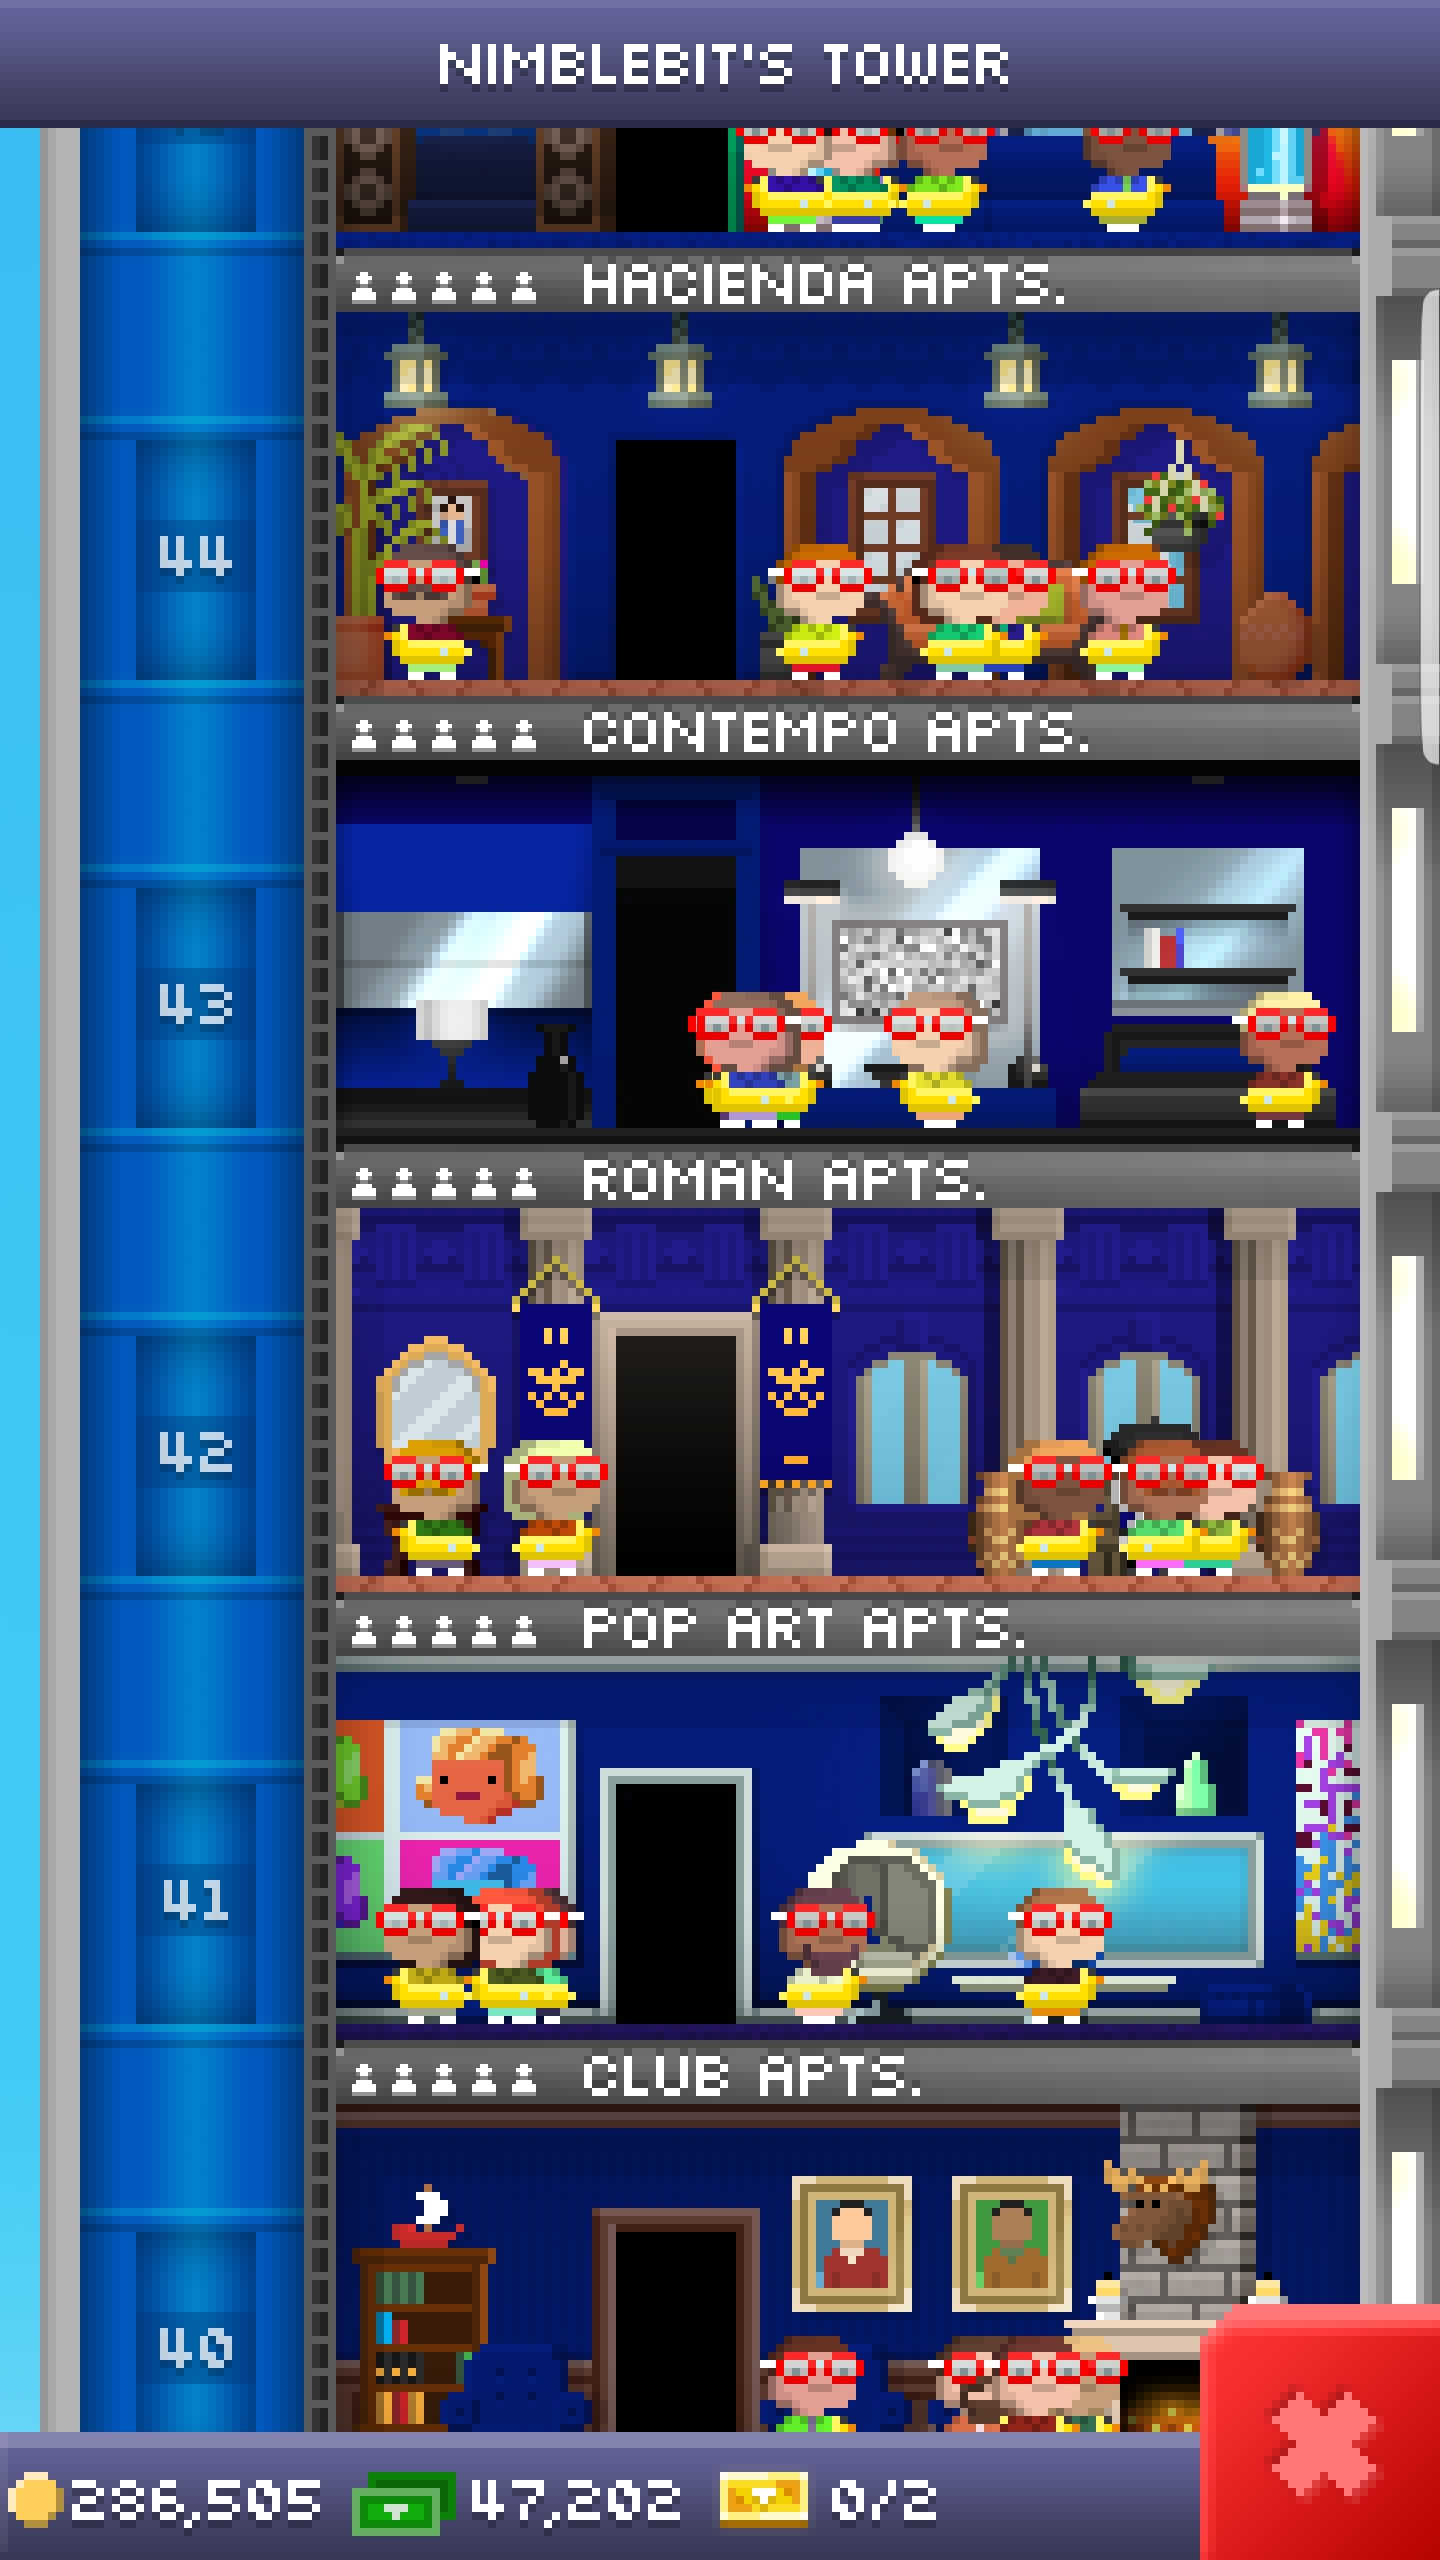 NIMBLEBIT'S TOWER
HACIENDA APTS.
44
CONTEMPO APTS.
43
ROMAN APTS.
42
POP ART APTS.
41
CLUB APTS.
40
286,505 47,202 0/2